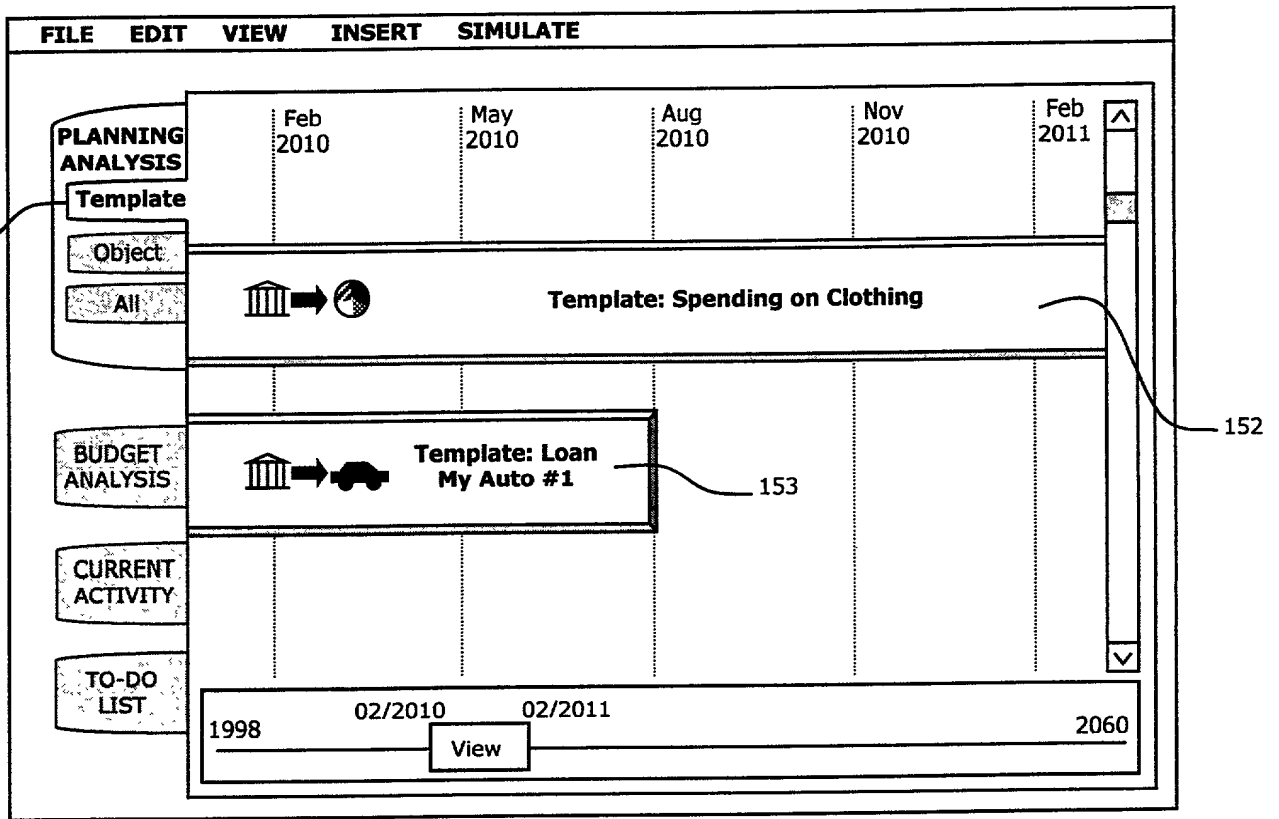 FILE EDIT VIEW INSERT SIMULATE
PLANNING
ANALYSIS
Template
Object
All
BUDGET
ANALYSIS
CURRENT
ACTIVITY
TO-DO
LIST
Feb
2010
May
2010
Aug
2010
Nov
2010
Feb
2011
Template: Spending on Clothing
152
Template: Loan
My Auto #1
153
02/2010 02/2011
1998 2060
View